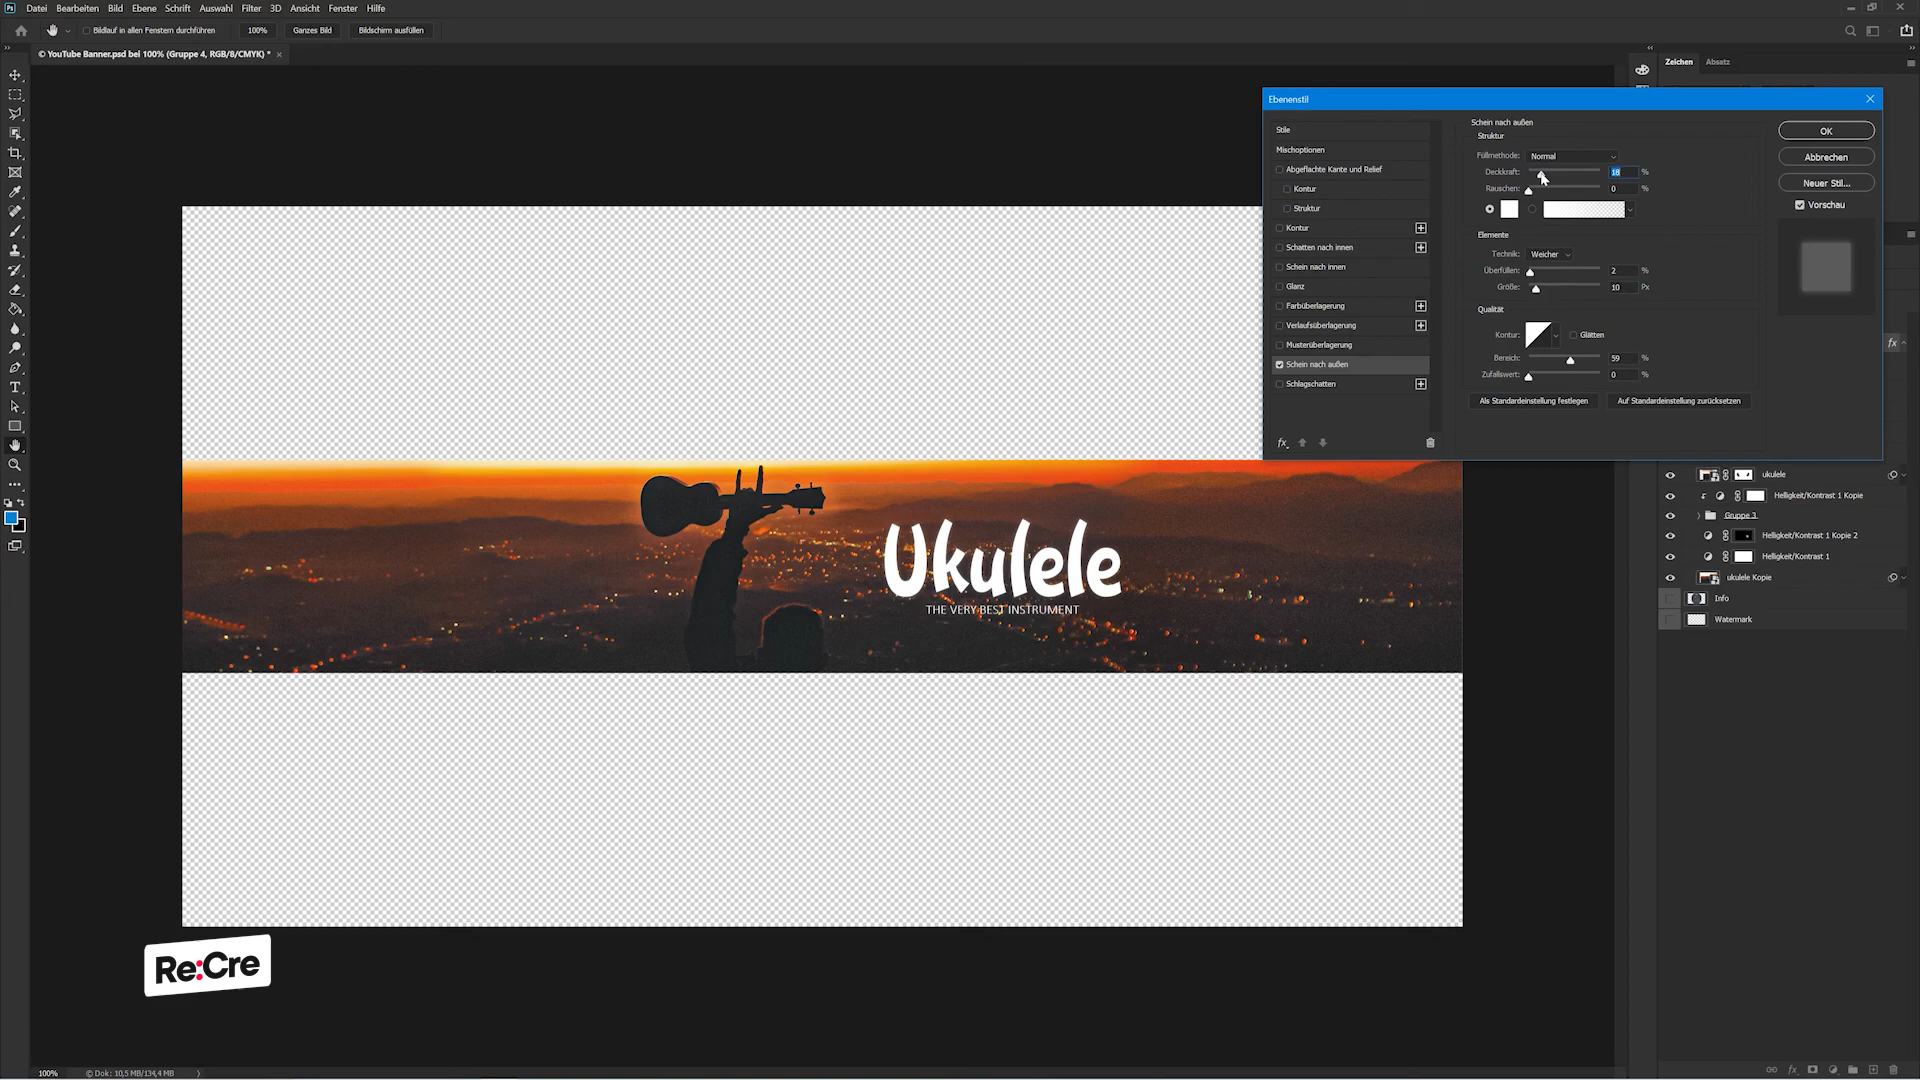 Ps Datei Bearbeiten Bild Ebene Schrift Auswahl Filter 3D Ansicht Fenster Hilfe
Bildlauf in allen Fenstern durchführen 100% Ganzes Bild Bildschirm ausfüllen
© YouTube Banner.psd bei 100% (Gruppe 4, RGB/8/CMYK) * ×
Zeichen Absatz
Ebenenstil
Stile
Mischoptionen
Abgeflachte Kante und Relief
Kontur
Struktur
Kontur
Schatten nach innen
Schein nach innen
Glanz
Farbüberlagerung
Verlaufsüberlagerung
Musterüberlagerung
Schein nach außen
Schlagschatten
fx
Schein nach außen
Struktur
Füllmethode: Normal
Deckkraft: 18 %
Rauschen: 0 %
Elemente
Technik: Weicher
Überfüllen: 2 %
Größe: 10 Px
Qualität
Kontur: Glätten
Bereich: 59 %
Zufallswert: 0 %
Als Standardeinstellung festlegen Auf Standardeinstellung zurücksetzen
OK
Abbrechen
Neuer Stil...
Vorschau
fx
ukulele
Helligkeit/Kontrast 1 Kopie
Gruppe 3
Helligkeit/Kontrast 1 Kopie 2
Helligkeit/Kontrast 1
ukulele Kopie
Info
Watermark
Ukulele
THE VERY BEST INSTRUMENT
Re:Cre
100% © Dok: 10,5 MB/134,4 MB
fx